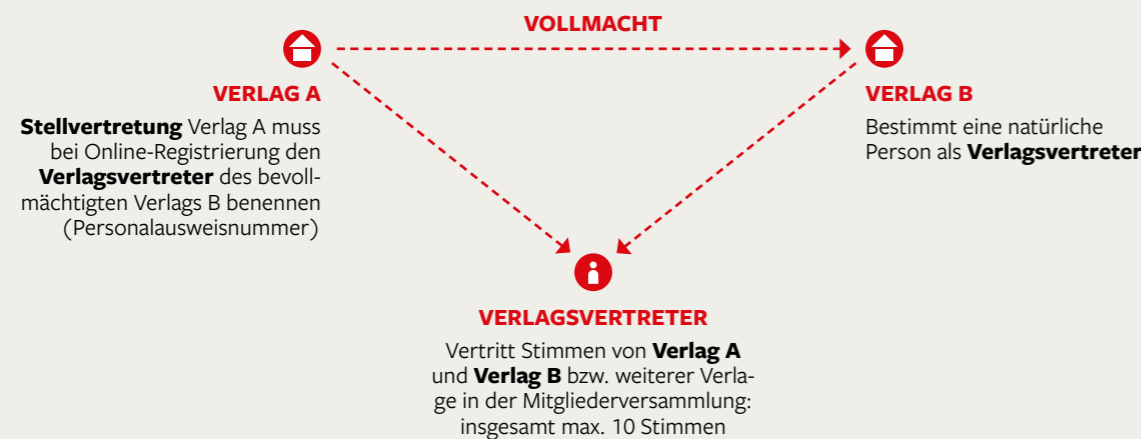 VOLLMACHT
VERLAG A
Stellvertretung Verlag A muss
bei Online-Registrierung den
Verlagsvertreter des bevoll-
mächtigten Verlags B benennen
(Personalausweisnummer)
VERLAG B
Bestimmt eine natürliche
Person als Verlagsvertreter
VERLAGSVERTRETER
Vertritt Stimmen von Verlag A
und Verlag B bzw. weiterer Verla-
ge in der Mitgliederversammlung:
insgesamt max. 10 Stimmen